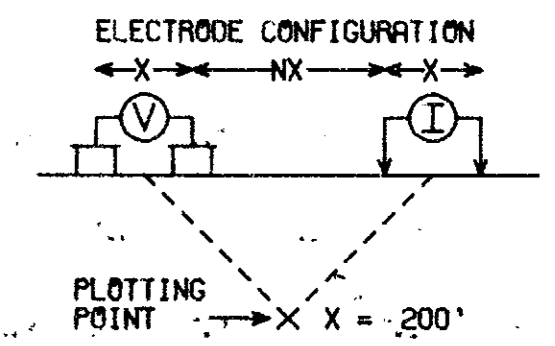 ELECTRODE CONFIGURATION
X NX X
V I
PLOTTING
POINT X X = 200'